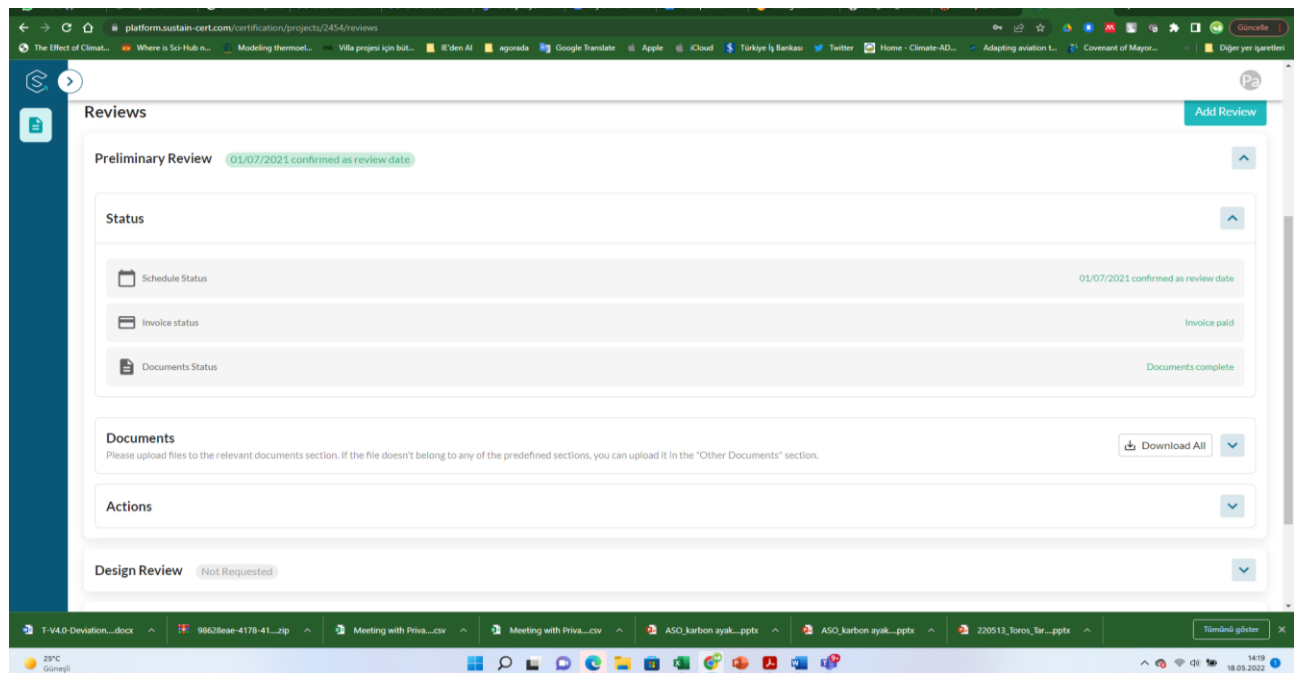 platform.sustain-cert.com/certification/projects/2454/reviews
Güncelle
The Effect of Climat...
Where is Sci-Hub n...
Modeling thermoel...
Villa projesi için büt...
IE'den Al
agorada
Google Translate
Apple
iCloud
Türkiye İş Bankası
Twitter
Home - Climate-AD...
Adapting aviation t...
Covenant of Mayor...
Diğer yer işaretleri
Pa
Reviews
Add Review
Preliminary Review
01/07/2021 confirmed as review date
Status
Schedule Status
01/07/2021 confirmed as review date
Invoice status
Invoice paid
Documents Status
Documents complete
Documents
Download All
Please upload files to the relevant documents section. If the file doesn't belong to any of the predefined sections, you can upload it in the "Other Documents" section.
Actions
Design Review
Not Requested
T-V4.0-Deviation....docx
98628eae-4178-41....zip
Meeting with Priva....csv
Meeting with Priva....csv
ASO_karbon ayak....pptx
ASO_karbon ayak....pptx
220513_Toros_Tar....pptx
Tümünü göster
25°C
Güneşli
14:19
18.05.2022